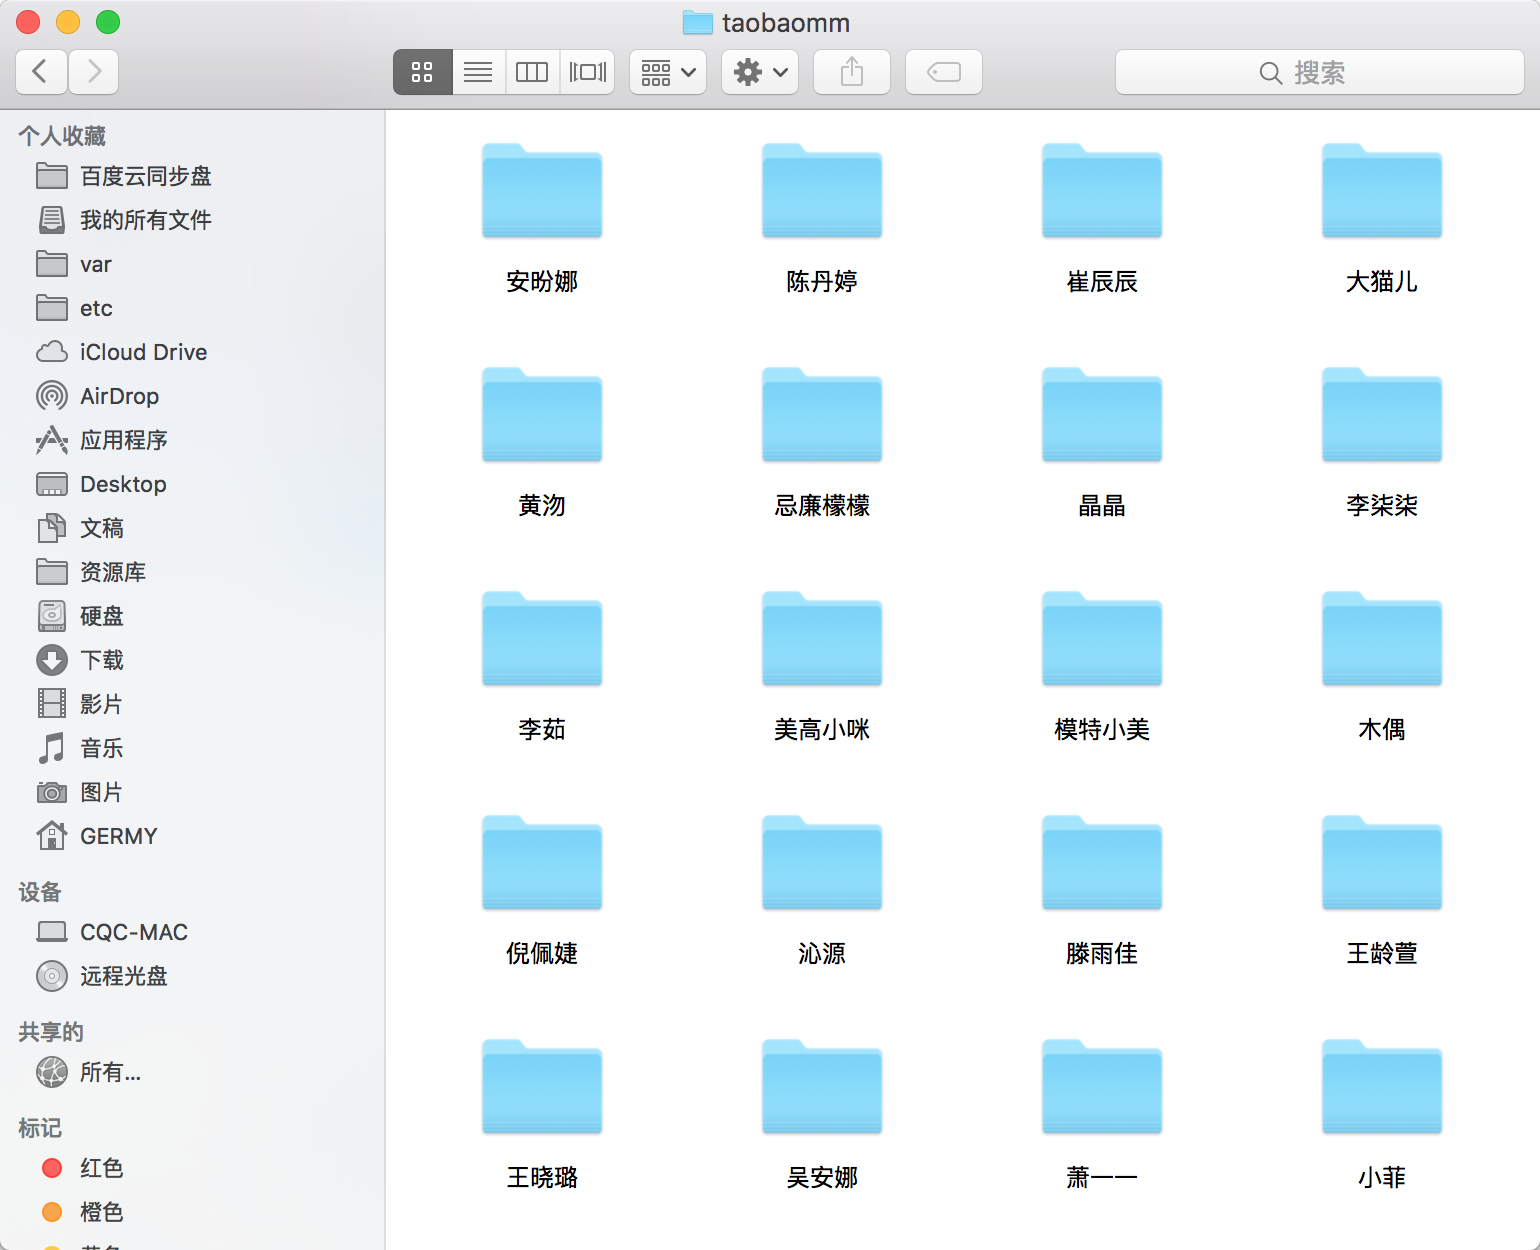 taobaomm
搜索
个人收藏
百度云同步盘
我的所有文件
var
etc
iCloud Drive
AirDrop
应用程序
Desktop
文稿
资源库
硬盘
下载
影片
音乐
图片
GERMY
设备
CQC-MAC
远程光盘
共享的
所有...
标记
红色
橙色
安昐娜
陈丹婷
崔辰辰
大猫儿
黄沕
忌廉檬檬
晶晶
李柒柒
李茹
美高小咪
模特小美
木偶
倪佩婕
沁源
滕雨佳
王龄萱
王晓璐
吴安娜
萧一一
小菲